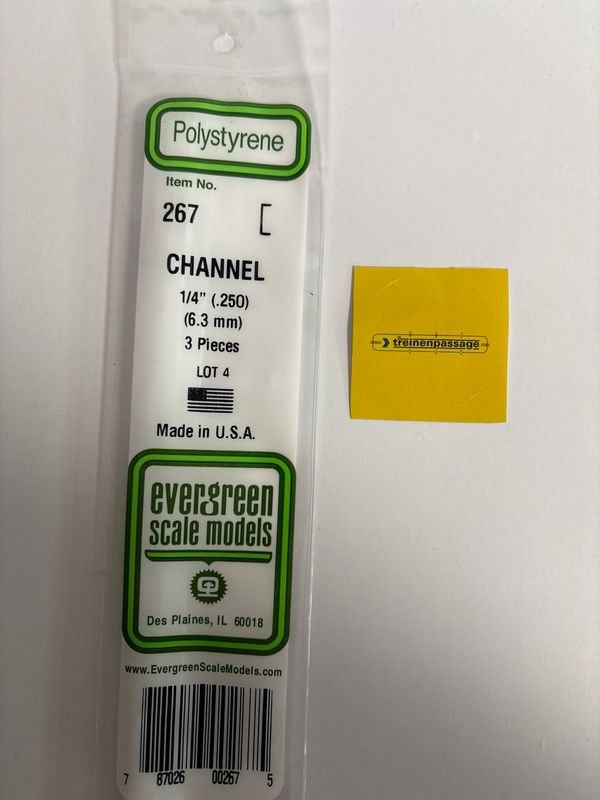 Polystyrene
Item No.
267
CHANNEL
1/4" (.250)
(6.3 mm)
3 Pieces
LOT 4
Made in U.S.A.
evergreen
scale models
Des Plaines, IL 60018
www.EvergreenScaleModels.com
7 87026 00267 5
treinenpassage